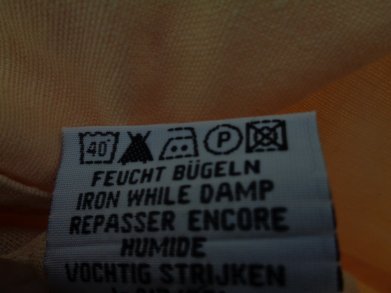 40° P
FEUCHT BÜGELN
IRON WHILE DAMP
REPASSER ENCORE
HUMIDE
VOCHTIG STRIJKEN